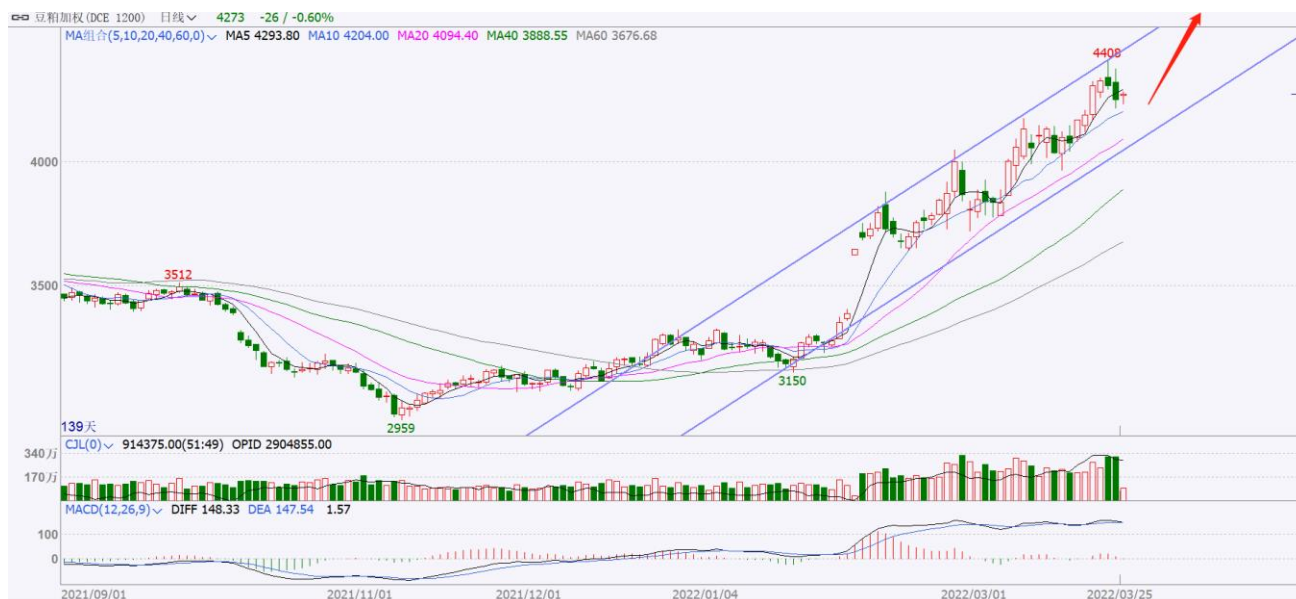 豆粕加权(DCE 1200) 日线 4273 -26 / -0.60%
MA组合(5,10,20,40,60,0) MA5 4293.80 MA10 4204.00 MA20 4094.40 MA40 3888.55 MA60 3676.68
4408
4000
3512
3500
3150
2959
139天
CJL(0) 914375.00(51:49) OPID 2904855.00
340万
170万
MACD(12,26,9) DIFF 148.33 DEA 147.54 1.57
100
0
2021/09/01 2021/11/01 2021/12/01 2022/01/04 2022/03/01 2022/03/25